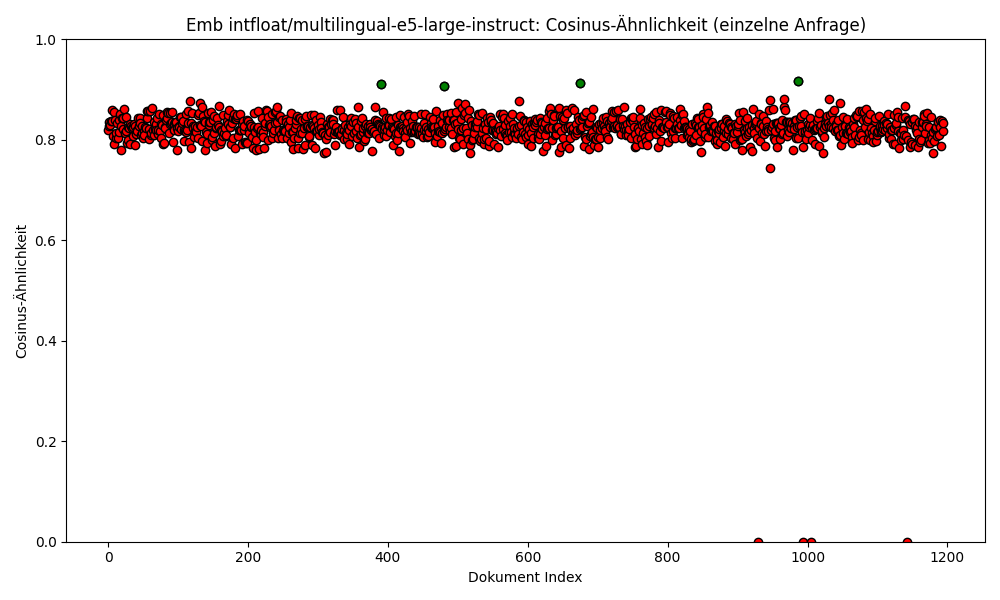 Emb intfloat/multilingual-e5-large-instruct: Cosinus-Ähnlichkeit (einzelne Anfrage)
1.0
0.8
0.6
0.4
0.2
0.0
Cosinus-Ähnlichkeit
0 200 400 600 800 1000 1200
Dokument Index